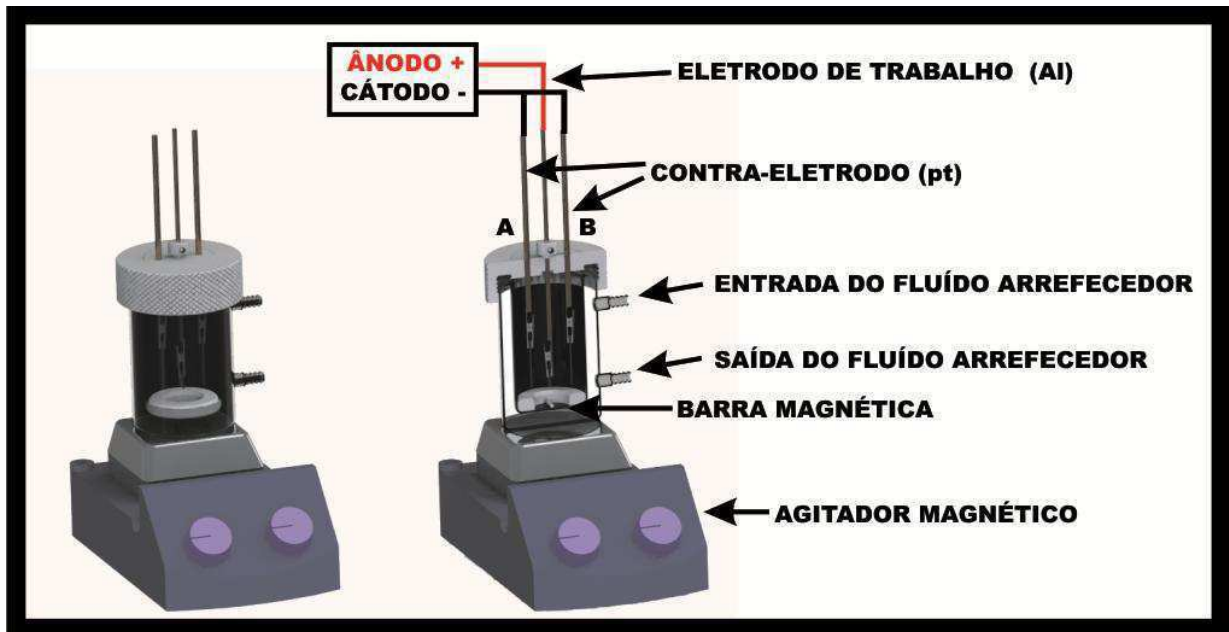 ÂNODO +
CÁTODO -
ELETRODO DE TRABALHO (Al)
CONTRA-ELETRODO (pt)
A
B
ENTRADA DO FLUÍDO ARREFECEDOR
SAÍDA DO FLUÍDO ARREFECEDOR
BARRA MAGNÉTICA
AGITADOR MAGNÉTICO